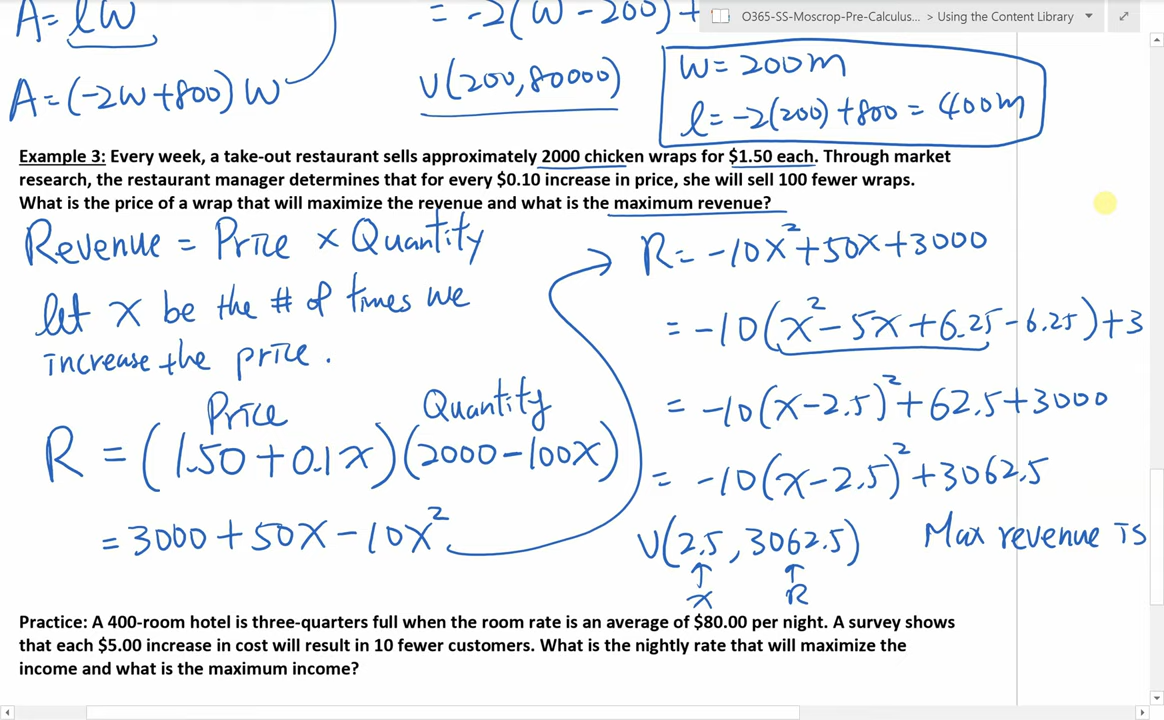 A = lW
A = (-2W + 800) W
= -2(W - 200) +
V(200, 80000)
O365-SS-Moscrop-Pre-Calculus... > Using the Content Library
W = 200m
l = -2(200) + 800 = 400m
Example 3: Every week, a take-out restaurant sells approximately 2000 chicken wraps for $1.50 each. Through market
research, the restaurant manager determines that for every $0.10 increase in price, she will sell 100 fewer wraps.
What is the price of a wrap that will maximize the revenue and what is the maximum revenue?
Revenue = Price × Quantity
let x be the # of times we
increase the price.
Price Quantity
R = (1.50 + 0.1x)(2000 - 100x)
= 3000 + 50x - 10x²
R = -10x² + 50x + 3000
= -10(x² - 5x + 6.25 - 6.25) + 3
= -10(x - 2.5)² + 62.5 + 3000
= -10(x - 2.5)² + 3062.5
V(2.5, 3062.5)
↑ ↑
x R
Max revenue is
Practice: A 400-room hotel is three-quarters full when the room rate is an average of $80.00 per night. A survey shows
that each $5.00 increase in cost will result in 10 fewer customers. What is the nightly rate that will maximize the
income and what is the maximum income?